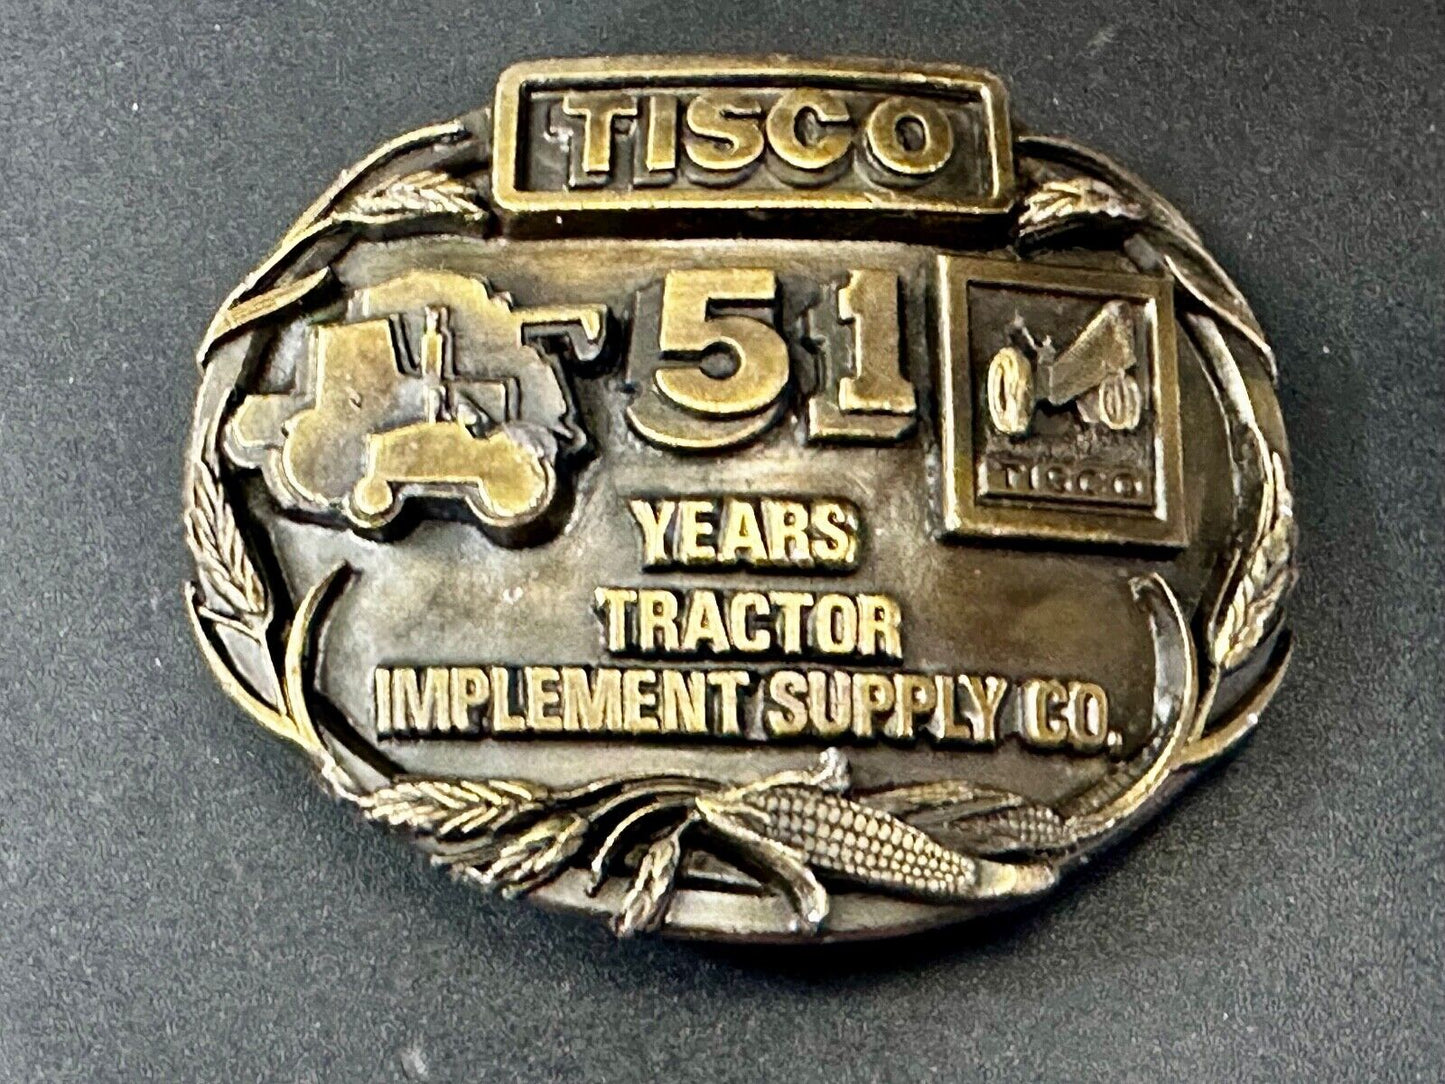 TISCO
51
TISCO
YEARS
TRACTOR
IMPLEMENT SUPPLY CO.